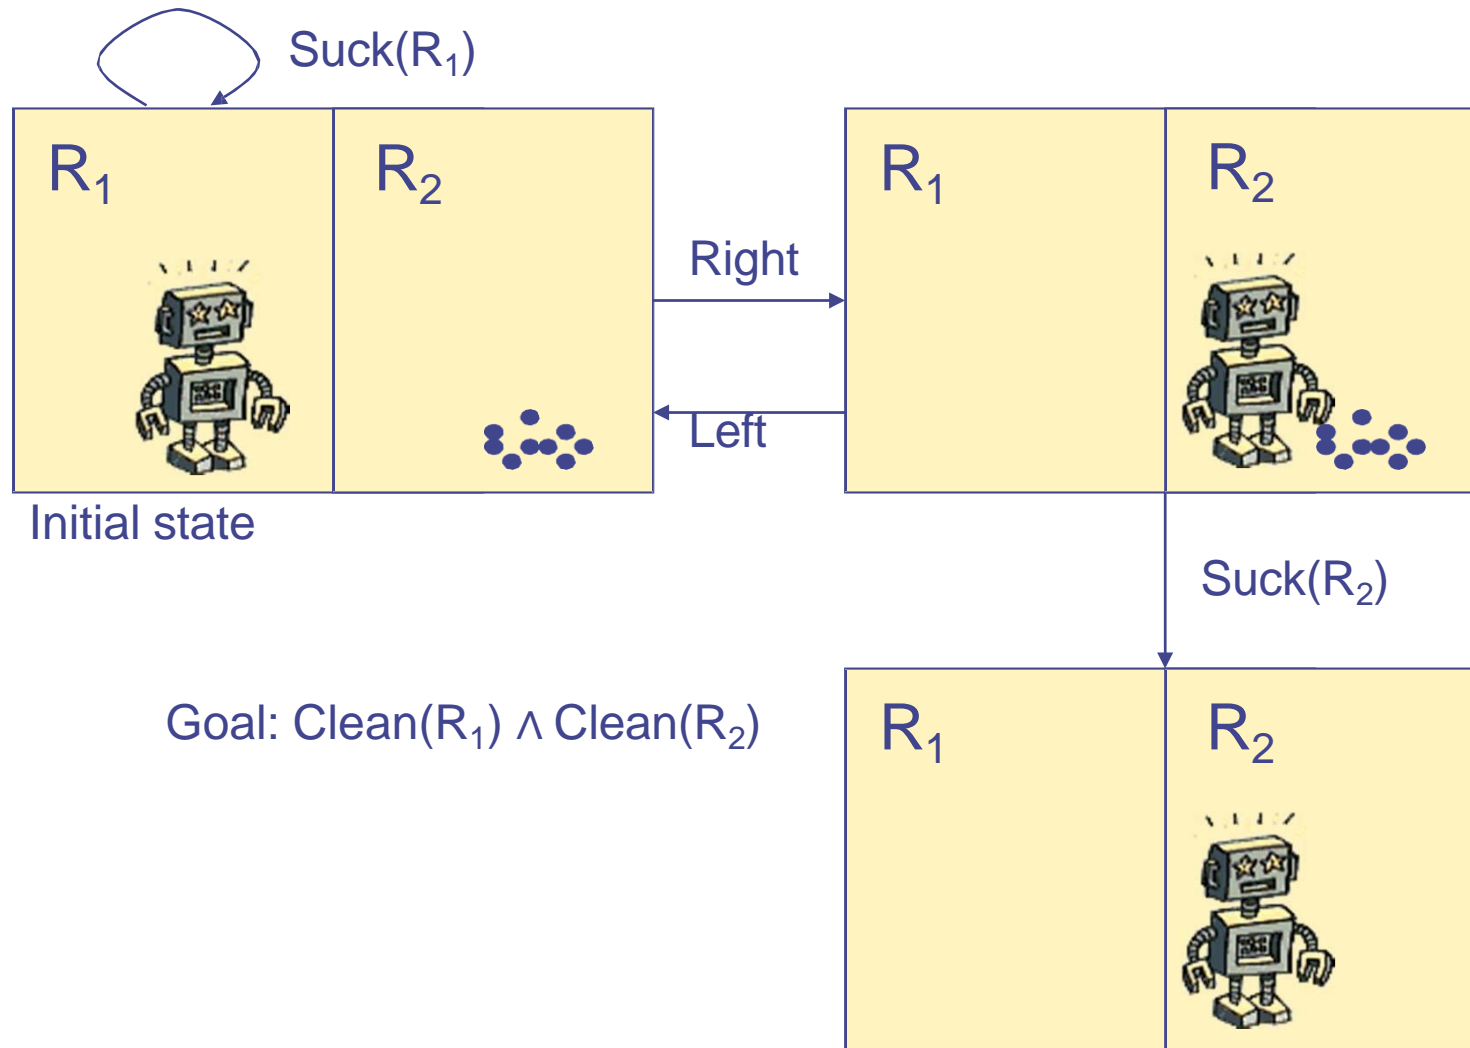 Suck(R₁)
R₁
R₂
R₁
R₂
Right
Left
Initial state
Suck(R₂)
Goal: Clean(R₁) ∧ Clean(R₂)
R₁
R₂